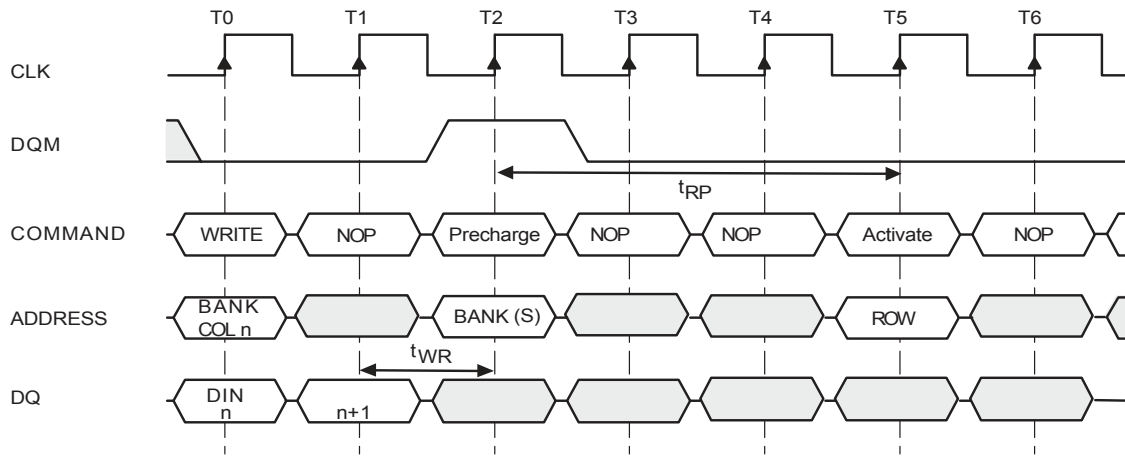 T0 T1 T2 T3 T4 T5 T6
CLK
DQM
tRP
COMMAND WRITE NOP Precharge NOP NOP Activate NOP
ADDRESS BANK COL n BANK (S) ROW
tWR
DQ DIN n n+1